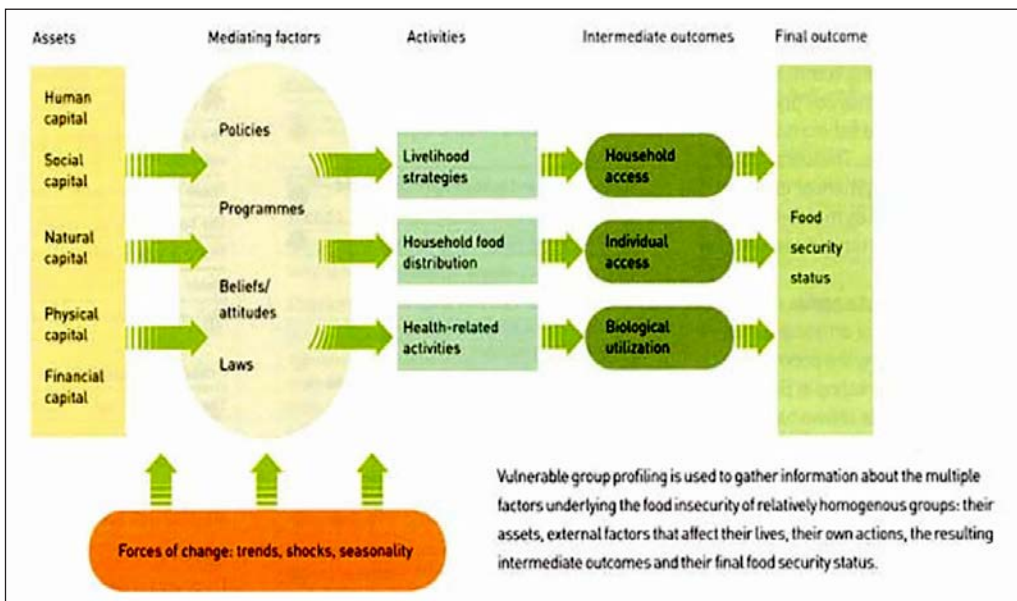 Assets
Mediating factors
Activities
Intermediate outcomes
Final outcome
Human
capital
Social
capital
Natural
capital
Physical
capital
Financial
capital
Policies
Programmes
Beliefs/
attitudes
Laws
Livelihood
strategies
Household food
distribution
Health-related
activities
Household
access
Individual
access
Biological
utilization
Food
security
status
Forces of change: trends, shocks, seasonality
Vulnerable group profiling is used to gather information about the multiple
factors underlying the food insecurity of relatively homogenous groups: their
assets, external factors that affect their lives, their own actions, the resulting
intermediate outcomes and their final food security status.